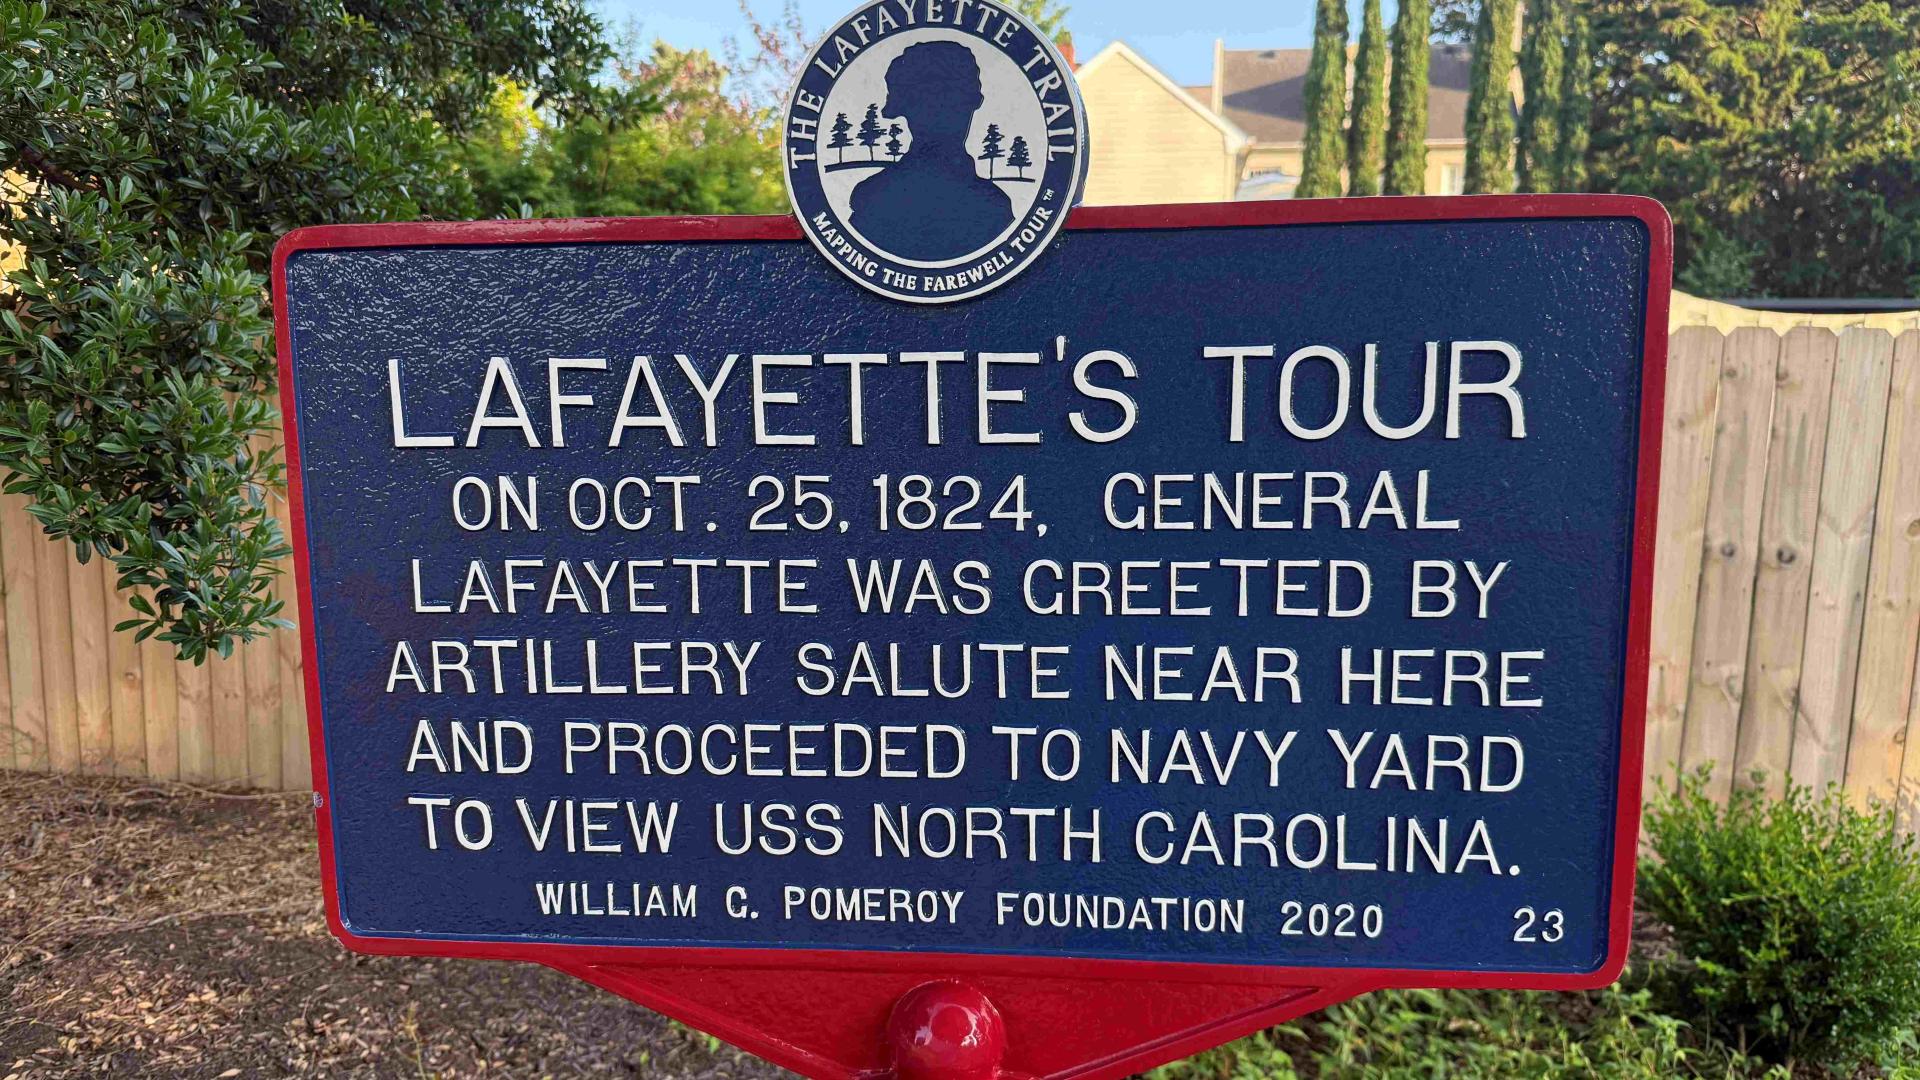 THE LAFAYETTE TRAIL
MAPPING THE FAREWELL TOUR™
LAFAYETTE'S TOUR
ON OCT. 25, 1824, GENERAL
LAFAYETTE WAS GREETED BY
ARTILLERY SALUTE NEAR HERE
AND PROCEEDED TO NAVY YARD
TO VIEW USS NORTH CAROLINA.
WILLIAM G. POMEROY FOUNDATION 2020 23